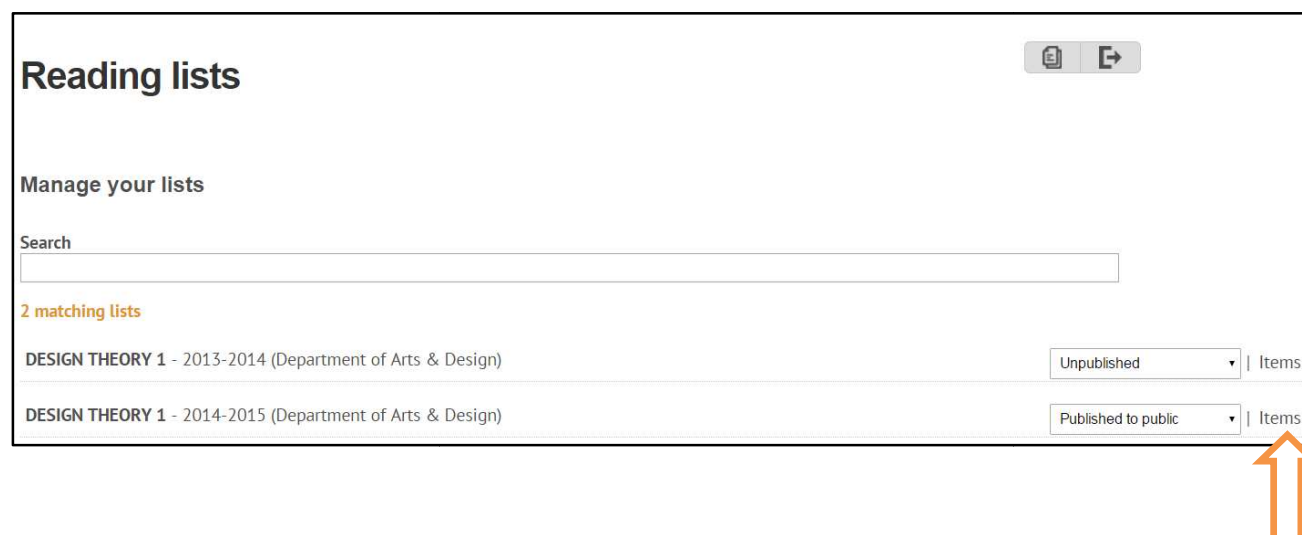 Reading lists
Manage your lists
Search
2 matching lists
DESIGN THEORY 1 - 2013-2014 (Department of Arts & Design) Unpublished | Items
DESIGN THEORY 1 - 2014-2015 (Department of Arts & Design) Published to public | Items